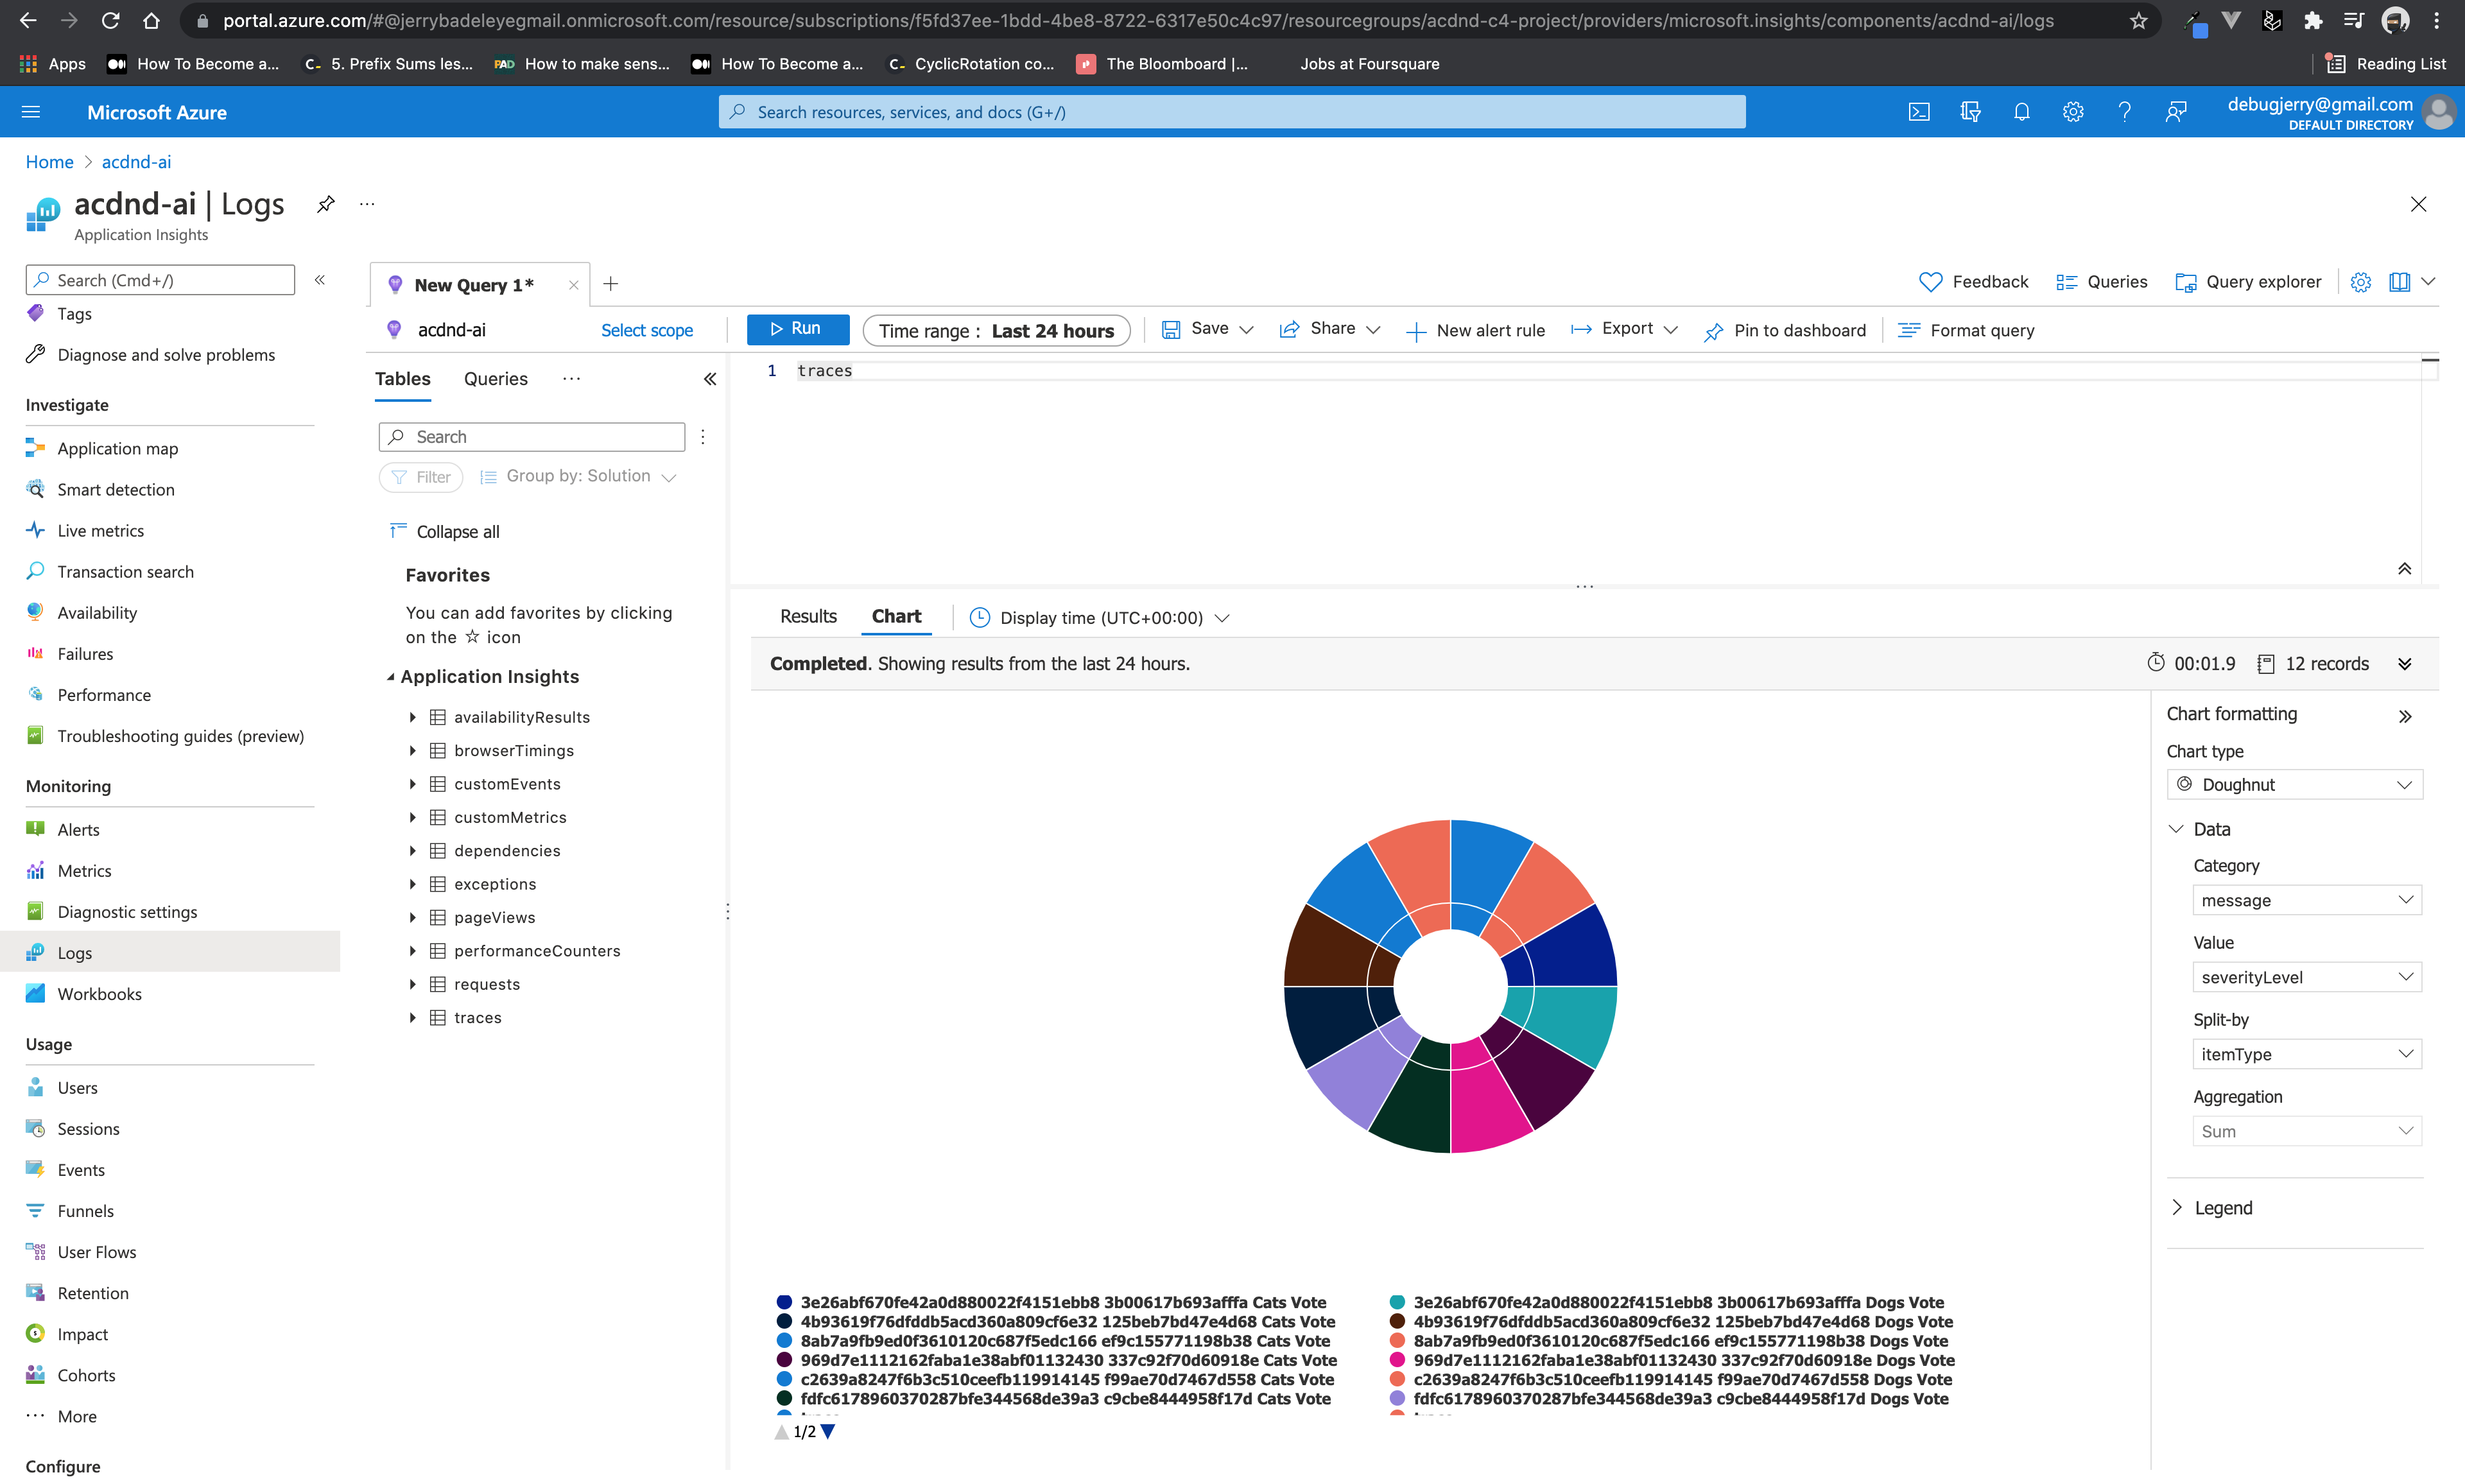 portal.azure.com/#@jerrybadeleyegmail.onmicrosoft.com/resource/subscriptions/f5fd37ee-1bdd-4be8-8722-6317e50c4c97/resourcegroups/acdnd-c4-project/providers/microsoft.insights/components/acdnd-ai/logs
Apps How To Become a... C- 5. Prefix Sums les... PAD How to make sens... How To Become a... C- CyclicRotation co... The Bloomboard |... Jobs at Foursquare Reading List
Microsoft Azure
Search resources, services, and docs (G+/)
debugjerry@gmail.com
DEFAULT DIRECTORY
Home > acdnd-ai
acdnd-ai | Logs
...
Application Insights
Search (Cmd+/)
Tags
Diagnose and solve problems
Investigate
Application map
Smart detection
Live metrics
Transaction search
Availability
Failures
Performance
Troubleshooting guides (preview)
Monitoring
Alerts
Metrics
Diagnostic settings
Logs
Workbooks
Usage
Users
Sessions
Events
Funnels
User Flows
Retention
Impact
Cohorts
More
Configure
New Query 1*
Feedback Queries Query explorer
acdnd-ai Select scope
Run Time range : Last 24 hours Save Share New alert rule Export Pin to dashboard Format query
Tables Queries ...
Search
Filter Group by: Solution
Collapse all
Favorites
You can add favorites by clicking
on the ☆ icon
Application Insights
availabilityResults
browserTimings
customEvents
customMetrics
dependencies
exceptions
pageViews
performanceCounters
requests
traces
1 traces
Results Chart Display time (UTC+00:00)
Completed. Showing results from the last 24 hours. 00:01.9 12 records
Chart formatting
Chart type
Doughnut
Data
Category
message
Value
severityLevel
Split-by
itemType
Aggregation
Sum
Legend
3e26abf670fe42a0d880022f4151ebb8 3b00617b693afffa Cats Vote
3e26abf670fe42a0d880022f4151ebb8 3b00617b693afffa Dogs Vote
4b93619f76dfddb5acd360a809cf6e32 125beb7bd47e4d68 Cats Vote
4b93619f76dfddb5acd360a809cf6e32 125beb7bd47e4d68 Dogs Vote
8ab7a9fb9ed0f3610120c687f5edc166 ef9c155771198b38 Cats Vote
8ab7a9fb9ed0f3610120c687f5edc166 ef9c155771198b38 Dogs Vote
969d7e1112162faba1e38abf01132430 337c92f70d60918e Cats Vote
969d7e1112162faba1e38abf01132430 337c92f70d60918e Dogs Vote
c2639a8247f6b3c510ceefb119914145 f99ae70d7467d558 Cats Vote
c2639a8247f6b3c510ceefb119914145 f99ae70d7467d558 Dogs Vote
fdfc6178960370287bfe344568de39a3 c9cbe8444958f17d Cats Vote
fdfc6178960370287bfe344568de39a3 c9cbe8444958f17d Dogs Vote
1/2